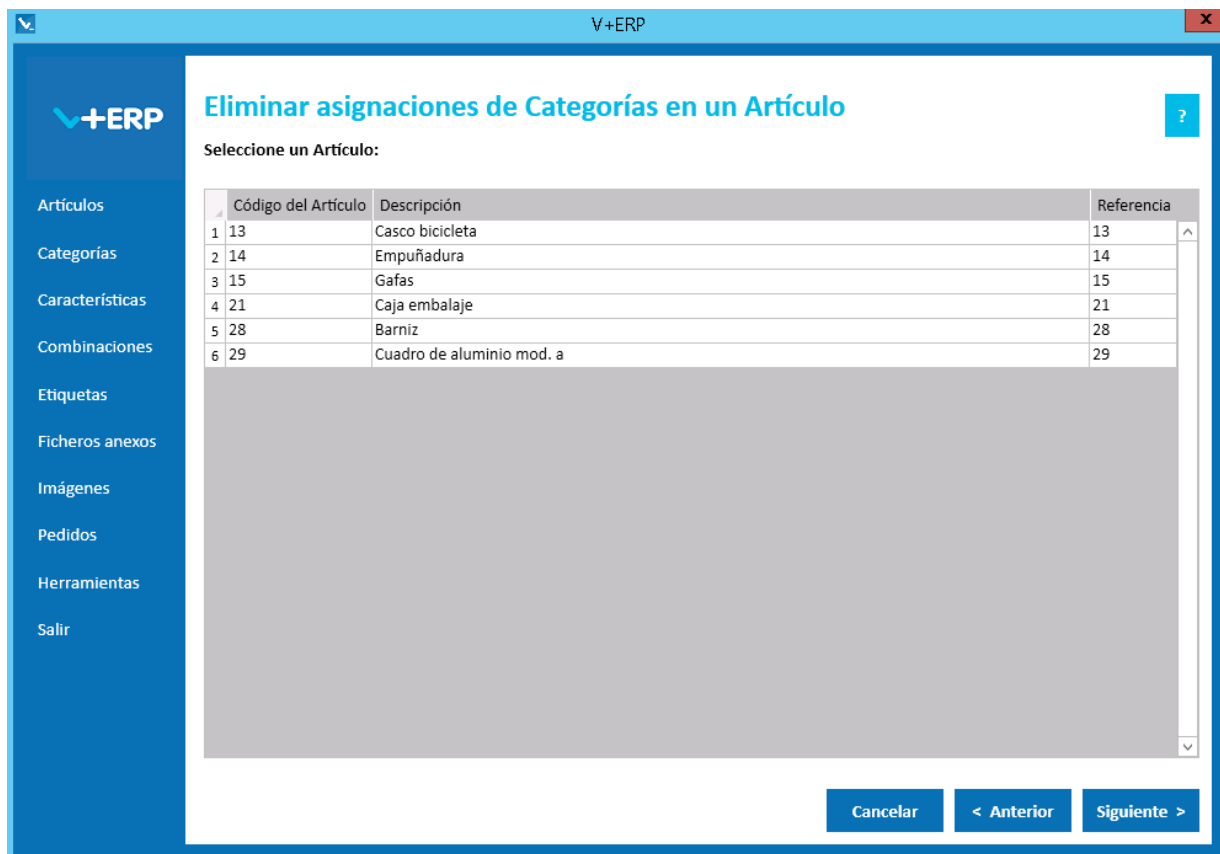 V+ERP
x
V+ERP
Eliminar asignaciones de Categorías en un Artículo
?
Seleccione un Artículo:
Artículos
Categorías
Características
Combinaciones
Etiquetas
Ficheros anexos
Imágenes
Pedidos
Herramientas
Salir
Código del Artículo Descripción Referencia
1 13 Casco bicicleta 13
2 14 Empuñadura 14
3 15 Gafas 15
4 21 Caja embalaje 21
5 28 Barniz 28
6 29 Cuadro de aluminio mod. a 29
Cancelar < Anterior Siguiente >